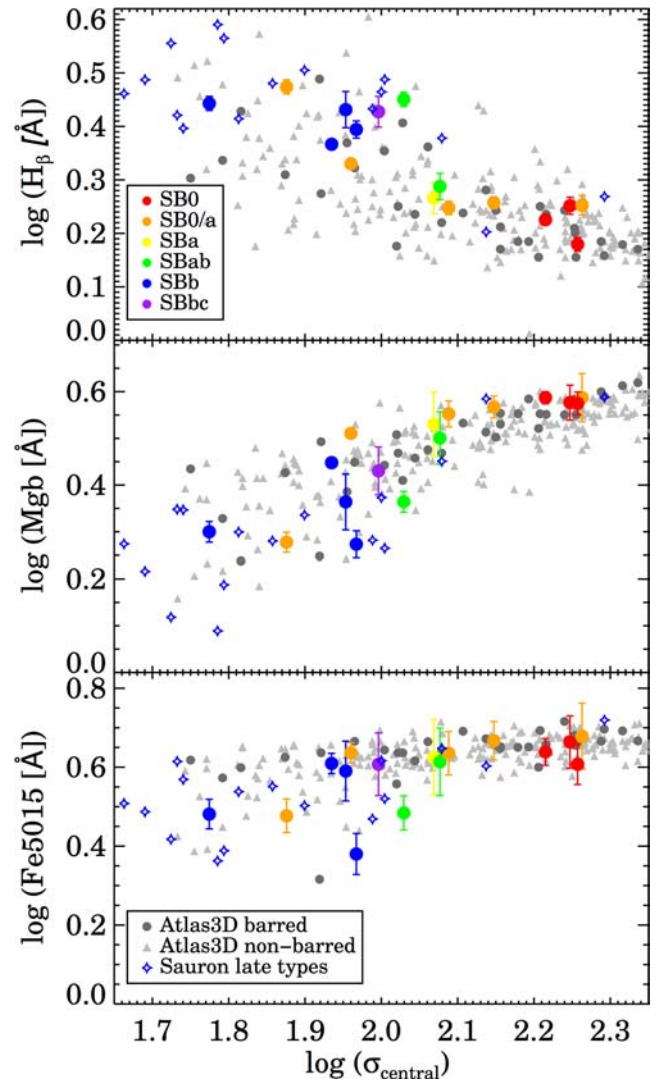 0.6
0.5
0.4
0.3
0.2
0.1
0.0
log (Hβ [Å])
SB0
SB0/a
SBa
SBab
SBb
SBbc
0.6
0.4
0.2
0.0
log (Mgb [Å])
0.8
0.6
0.4
0.2
0.0
log (Fe5015 [Å])
Atlas3D barred
Atlas3D non-barred
Sauron late types
1.7 1.8 1.9 2.0 2.1 2.2 2.3
log (σcentral)